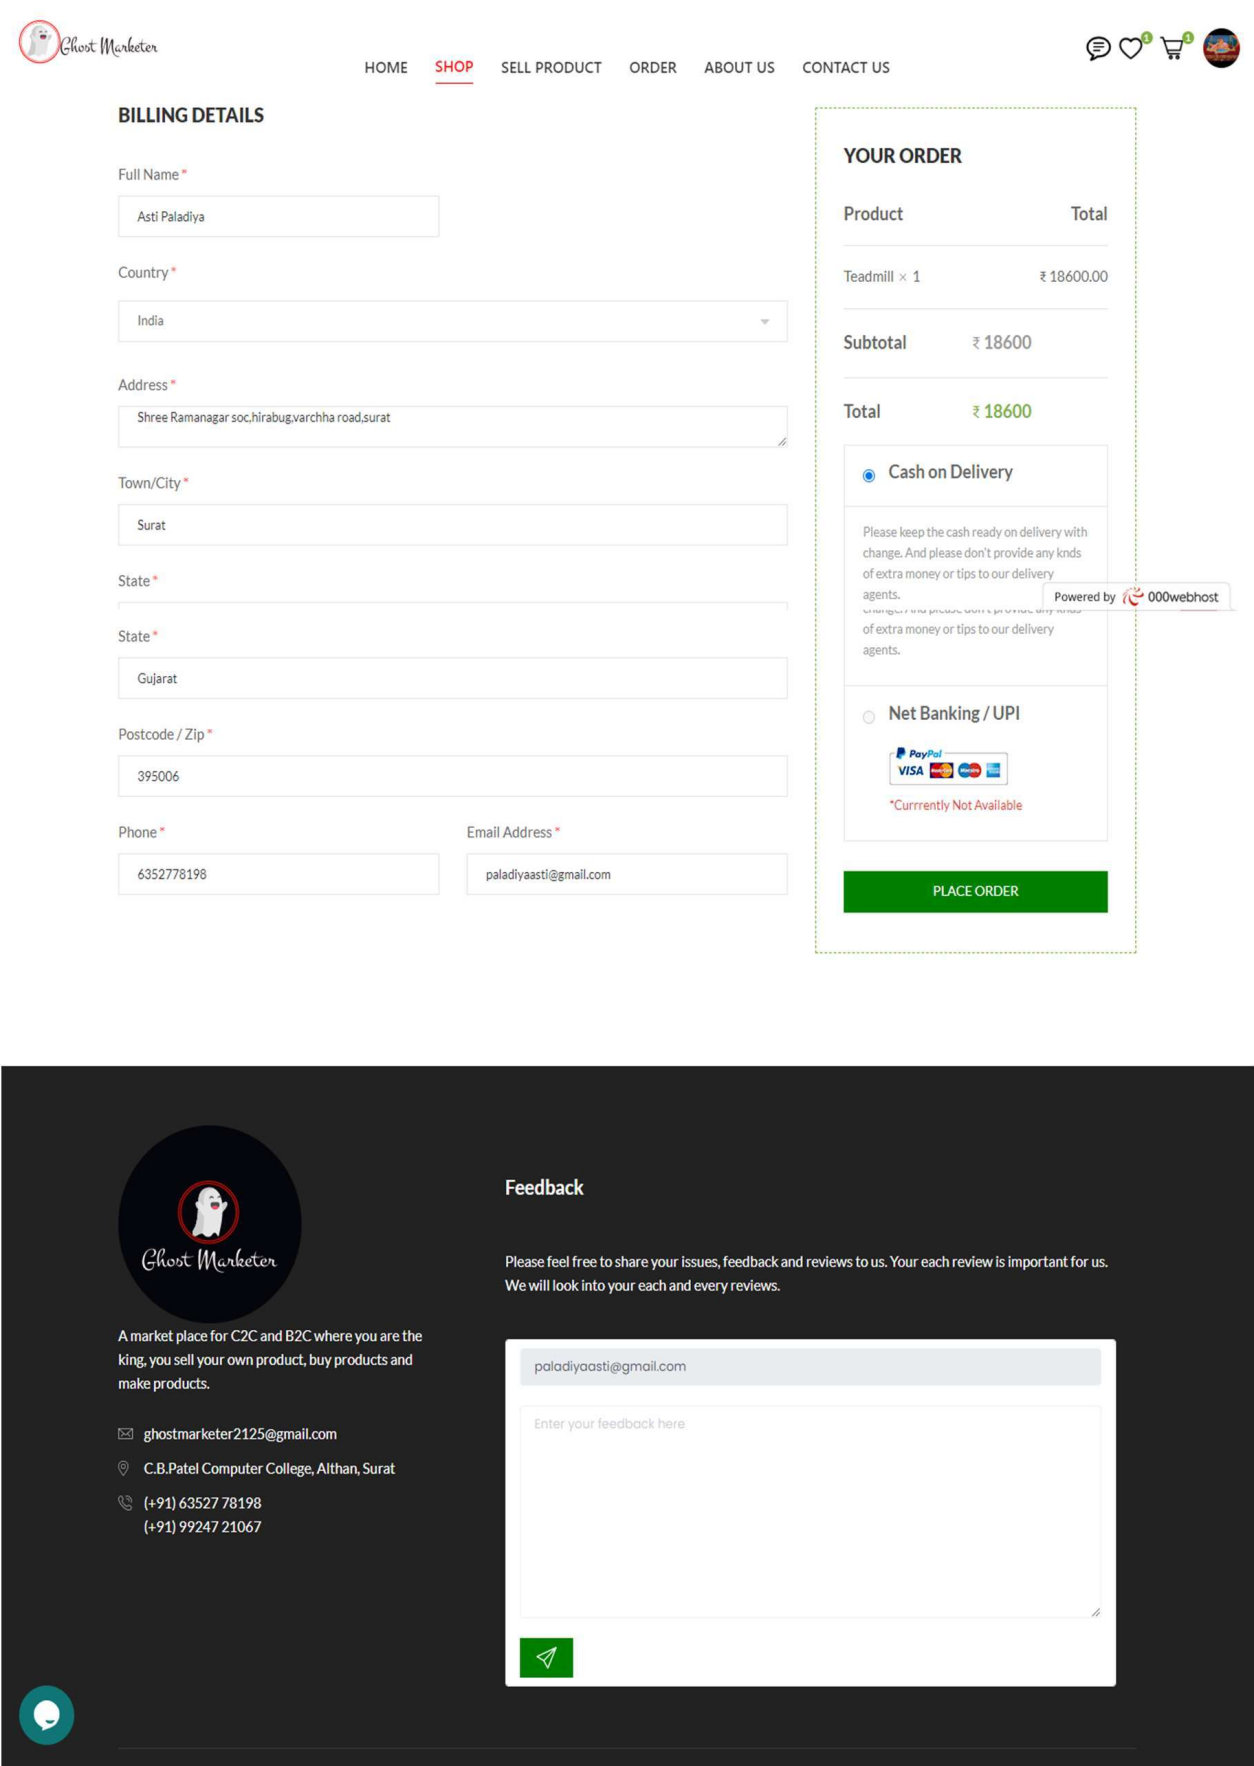 Ghost Marketer
HOME SHOP SELL PRODUCT ORDER ABOUT US CONTACT US
1 1
BILLING DETAILS
Full Name *
Asti Paladiya
Country *
India
Address *
Shree Ramanagar soc,hirabug,varchha road,surat
Town/City *
Surat
State *
State *
Gujarat
Postcode / Zip *
395006
Phone * Email Address *
6352778198 paladiyaasti@gmail.com
YOUR ORDER
Product Total
Teadmill × 1 ₹ 18600.00
Subtotal ₹ 18600
Total ₹ 18600
Cash on Delivery
Please keep the cash ready on delivery with
change. And please don't provide any knds
of extra money or tips to our delivery
agents.
Powered by 000webhost
change. And please don't provide any knds
of extra money or tips to our delivery
agents.
Net Banking / UPI
PayPal
VISA
*Currrently Not Available
PLACE ORDER
Ghost Marketer
A market place for C2C and B2C where you are the
king, you sell your own product, buy products and
make products.
ghostmarketer2125@gmail.com
C.B.Patel Computer College, Althan, Surat
(+91) 63527 78198
(+91) 99247 21067
Feedback
Please feel free to share your issues, feedback and reviews to us. Your each review is important for us.
We will look into your each and every reviews.
paladiyaasti@gmail.com
Enter your feedback here